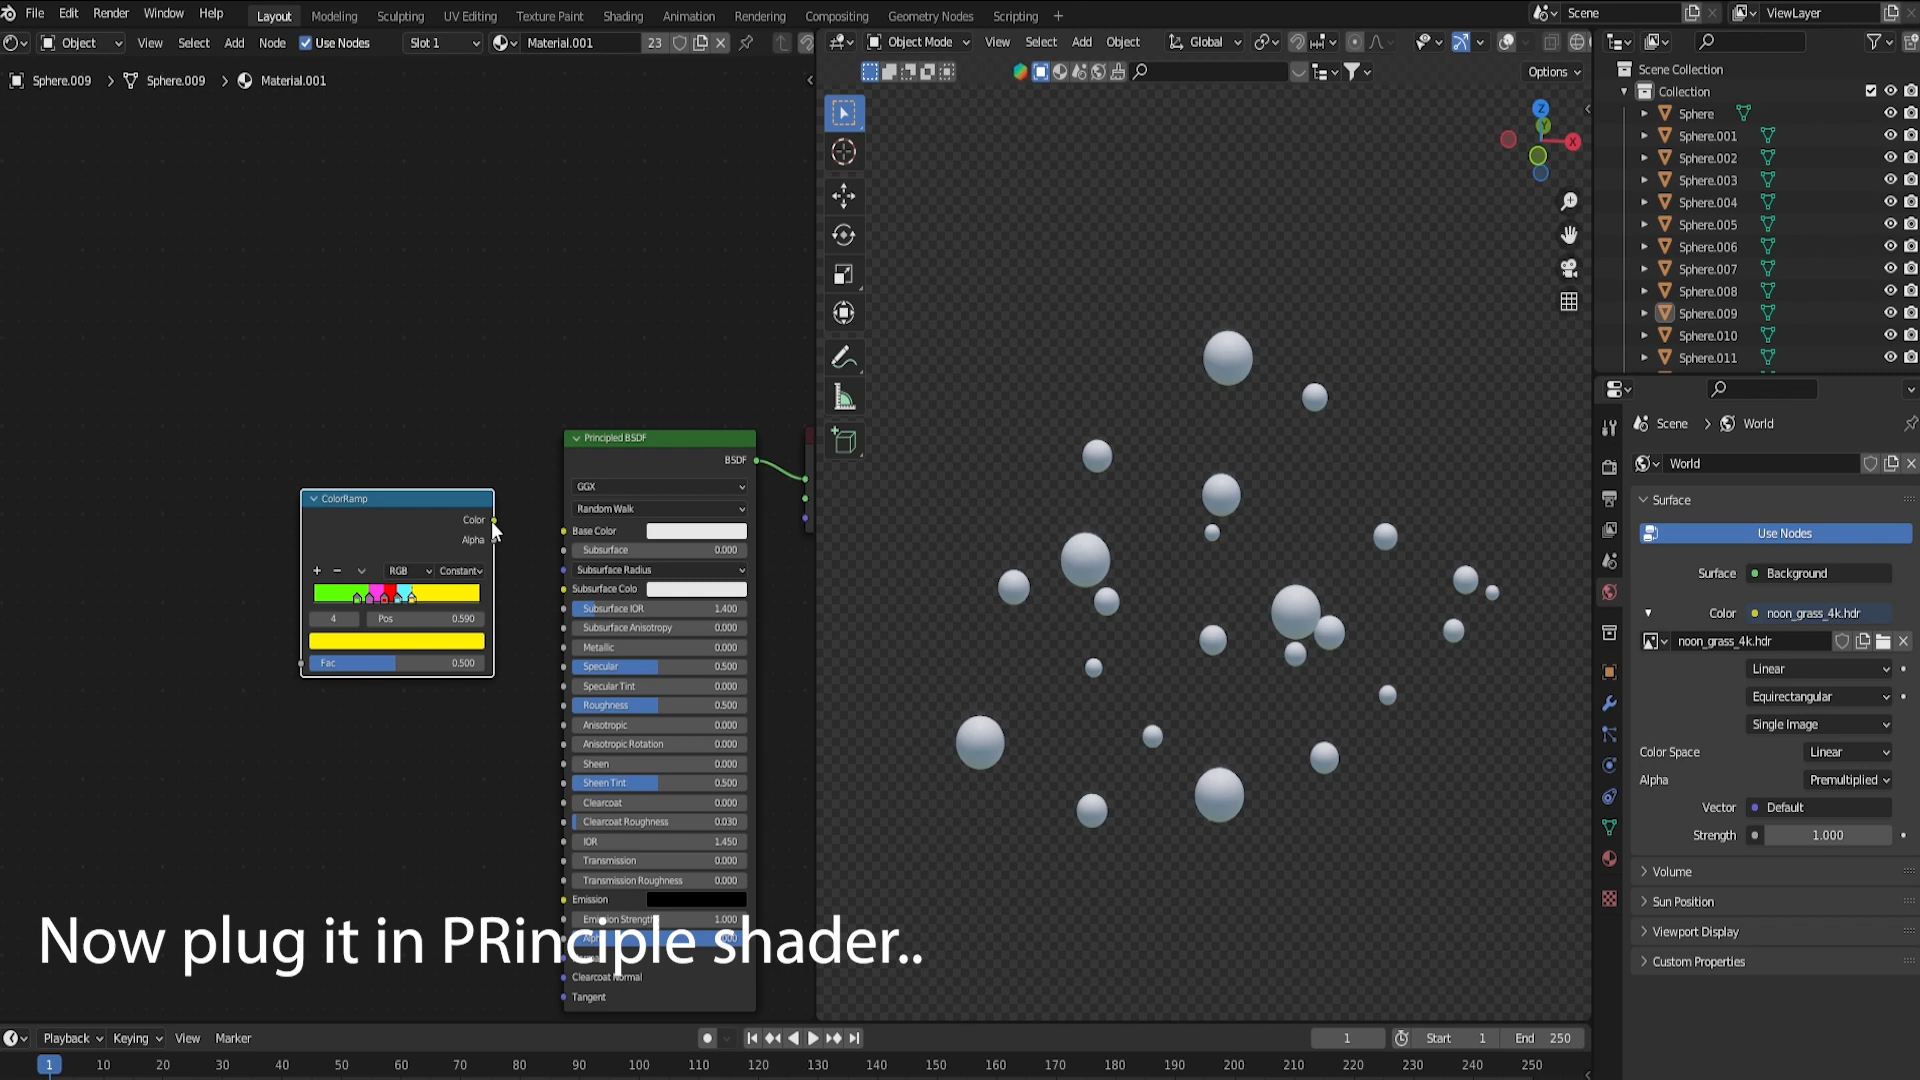 File Edit Render Window Help Layout Modeling Sculpting UV Editing Texture Paint Shading Animation Rendering Compositing Geometry Nodes Scripting + Scene ViewLayer
Object View Select Add Node Use Nodes Slot 1 Material.001 23 Object Mode View Select Add Object Global
Sphere.009 > Sphere.009 > Material.001
Options
Z
Y
X
Scene Collection
Collection
Sphere
Sphere.001
Sphere.002
Sphere.003
Sphere.004
Sphere.005
Sphere.006
Sphere.007
Sphere.008
Sphere.009
Sphere.010
Sphere.011
ColorRamp
Color
Alpha
+ − RGB Constant
4 Pos 0.590
Fac 0.500
Principled BSDF
BSDF
GGX
Random Walk
Base Color
Subsurface 0.000
Subsurface Radius
Subsurface Colo
Subsurface IOR 1.400
Subsurface Anisotropy 0.000
Metallic 0.000
Specular 0.500
Specular Tint 0.000
Roughness 0.500
Anisotropic 0.000
Anisotropic Rotation 0.000
Sheen 0.000
Sheen Tint 0.500
Clearcoat 0.000
Clearcoat Roughness 0.030
IOR 1.450
Transmission 0.000
Transmission Roughness 0.000
Emission
Emission Strength 1.000
Clearcoat Normal
Tangent
Now plug it in PRinciple shader..
Scene > World
World
Surface
Use Nodes
Surface Background
Color noon_grass_4k.hdr
noon_grass_4k.hdr
Linear
Equirectangular
Single Image
Color Space Linear
Alpha Premultiplied
Vector Default
Strength 1.000
Volume
Sun Position
Viewport Display
Custom Properties
Playback Keying View Marker 1 Start 1 End 250
1 10 20 30 40 50 60 70 80 90 100 110 120 130 140 150 160 170 180 190 200 210 220 230 240 250